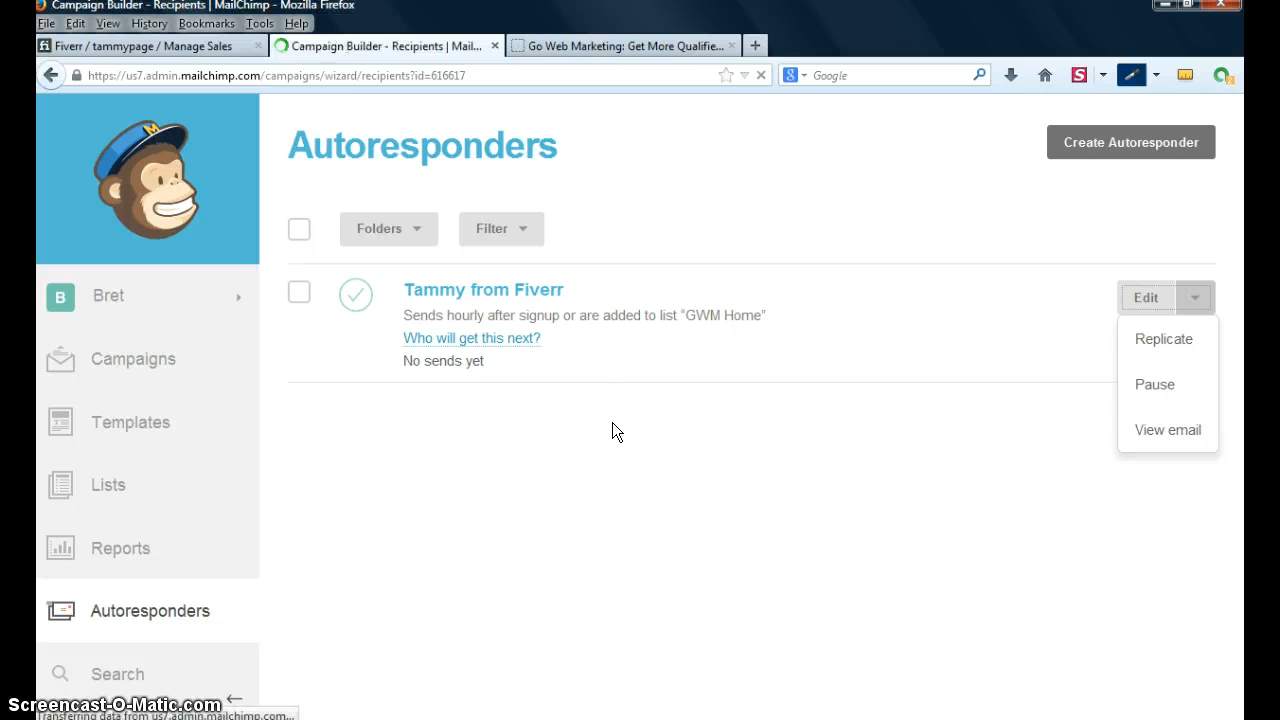 Campaign Builder - Recipients | MailChimp - Mozilla Firefox
File Edit View History Bookmarks Tools Help
Fiverr / tammypage / Manage Sales
Campaign Builder - Recipients | Mail...
Go Web Marketing: Get More Qualifie...
https://us7.admin.mailchimp.com/campaigns/wizard/recipients?id=616617
Google
Autoresponders
Create Autoresponder
Folders
Filter
Tammy from Fiverr
Sends hourly after signup or are added to list “GWM Home”
Who will get this next?
No sends yet
Edit
Replicate
Pause
View email
B Bret
Campaigns
Templates
Lists
Reports
Autoresponders
Search
Screencast-O-Matic.com
Transferring data from us7.admin.mailchimp.com...